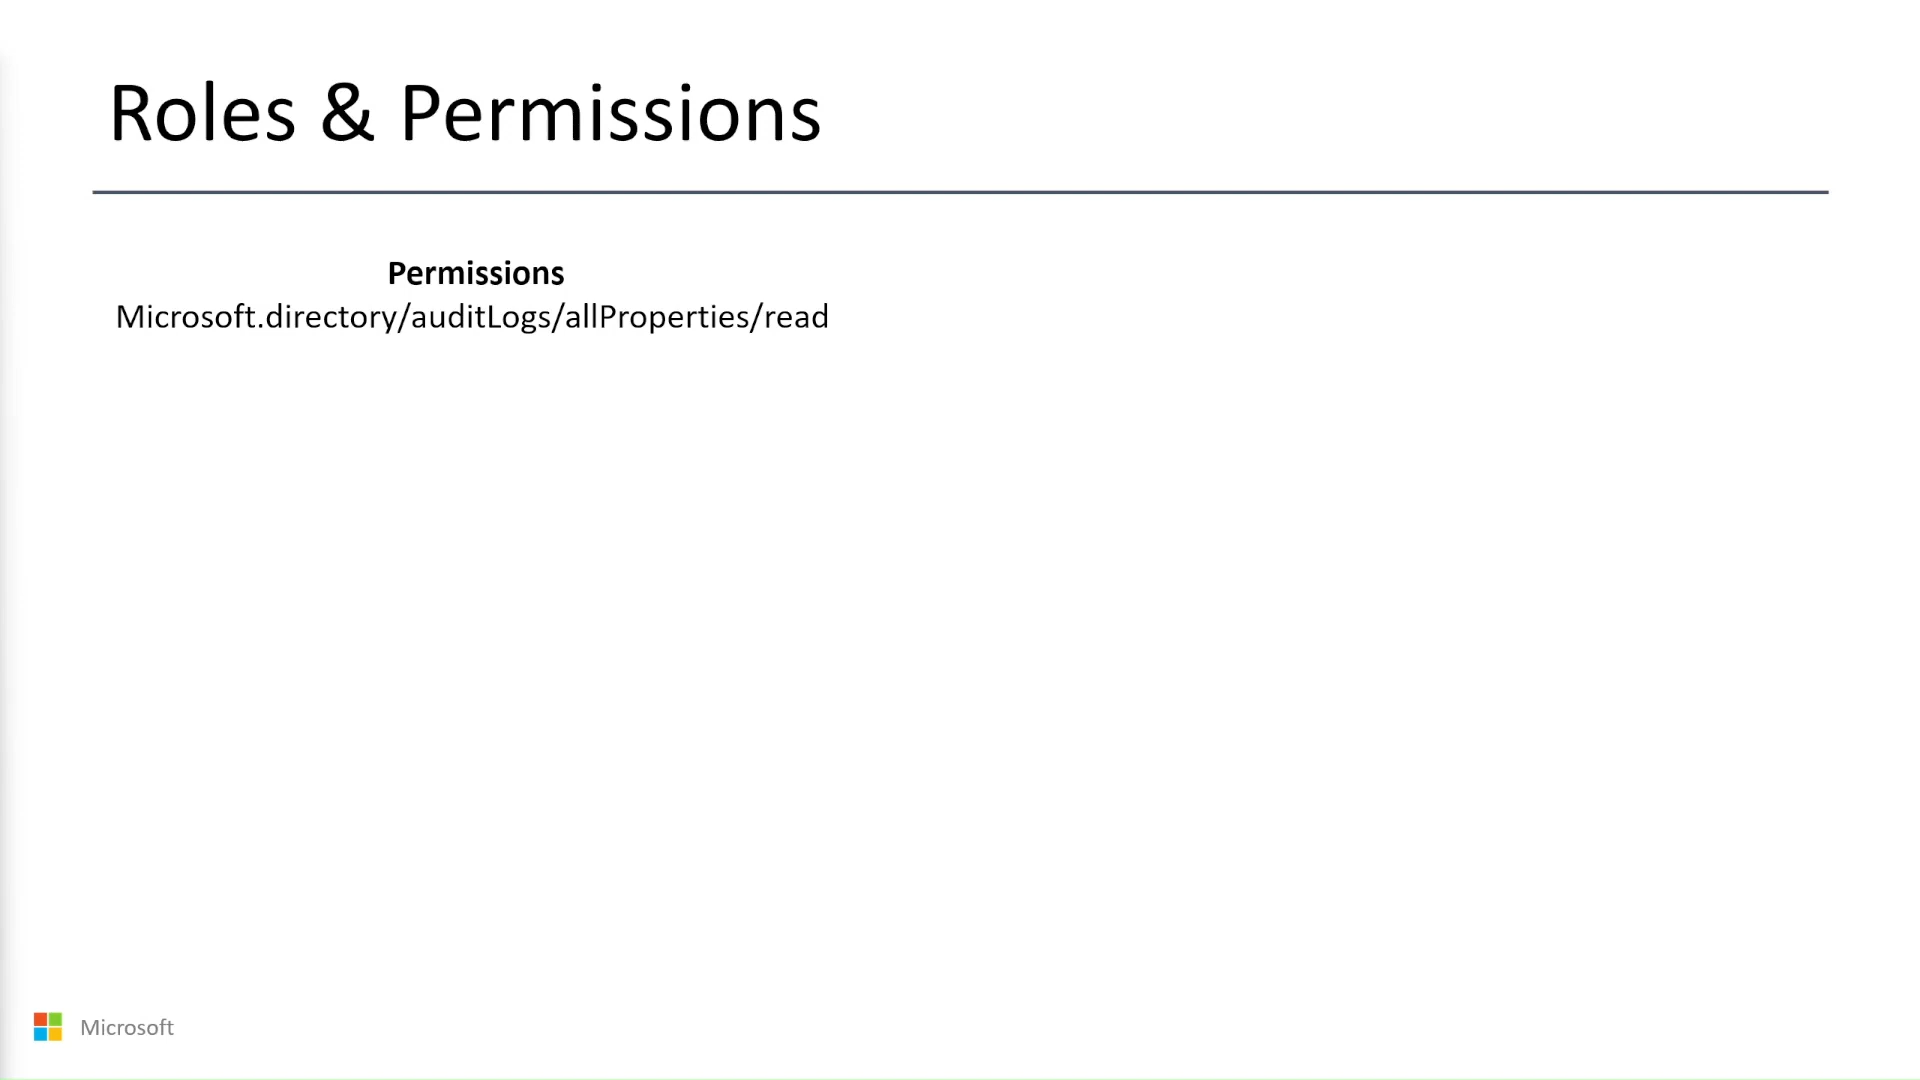 Roles & Permissions
Permissions
Microsoft.directory/auditLogs/allProperties/read
Microsoft